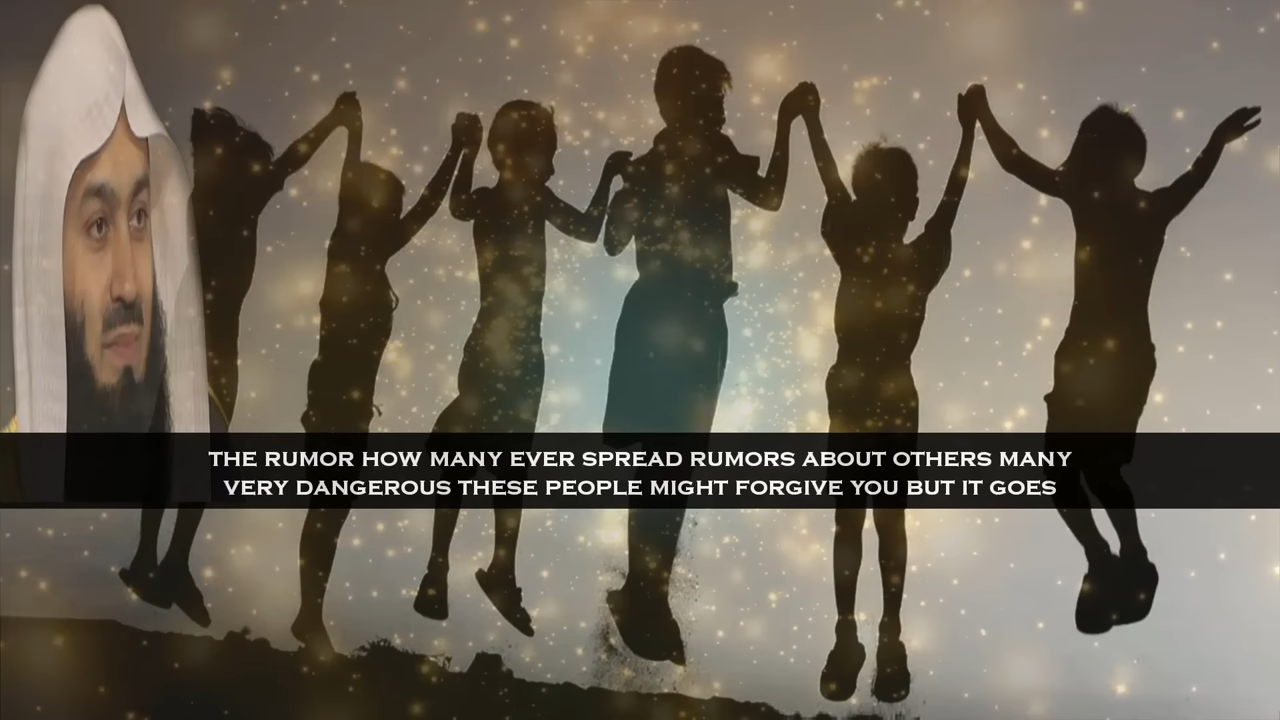 THE RUMOR HOW MANY EVER SPREAD RUMORS ABOUT OTHERS MANY
VERY DANGEROUS THESE PEOPLE MIGHT FORGIVE YOU BUT IT GOES